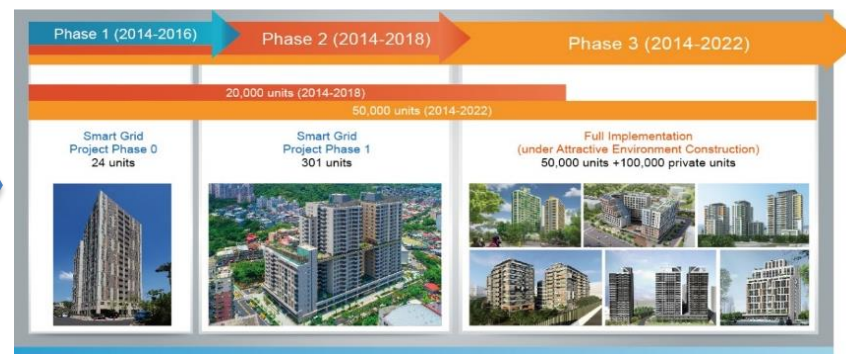 Phase 1 (2014-2016)
Phase 2 (2014-2018)
Phase 3 (2014-2022)
20,000 units (2014-2018)
50,000 units (2014-2022)
Smart Grid
Project Phase 0
24 units
Smart Grid
Project Phase 1
301 units
Full Implementation
(under Attractive Environment Construction)
50,000 units +100,000 private units